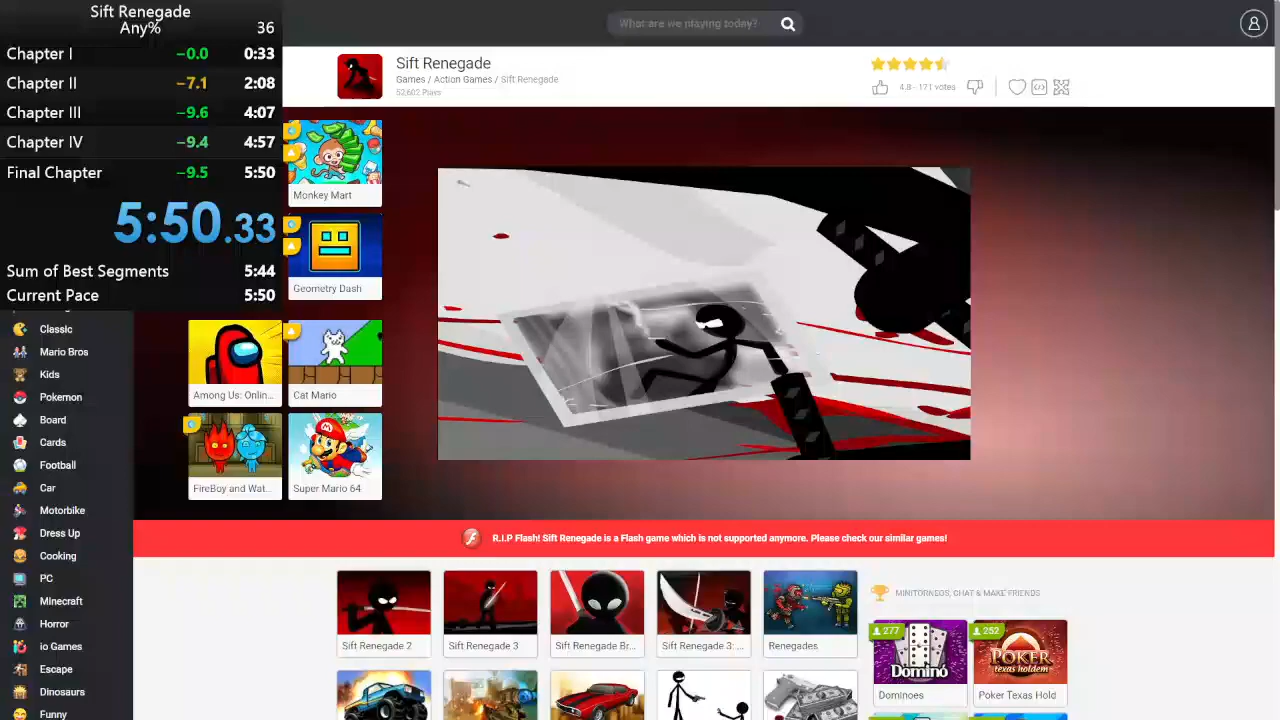 Sift Renegade
Any%
36
Chapter I −0.0 0:33
Chapter II −7.1 2:08
Chapter III −9.6 4:07
Chapter IV −9.4 4:57
Final Chapter −9.5 5:50
5:50.33
Sum of Best Segments 5:44
Current Pace 5:50
What are we playing today?
Sift Renegade
Games / Action Games / Sift Renegade
52,602 Plays
4.8 - 171 votes
Monkey Mart
Geometry Dash
Among Us: Onlin...
Cat Mario
FireBoy and Wat...
Super Mario 64
Classic
Mario Bros
Kids
Pokemon
Board
Cards
Football
Car
Motorbike
Dress Up
Cooking
PC
Minecraft
Horror
io Games
Escape
Dinosaurs
Funny
R.I.P Flash! Sift Renegade is a Flash game which is not supported anymore. Please check our similar games!
Sift Renegade 2
Sift Renegade 3
Sift Renegade Br...
Sift Renegade 3: ...
Renegades
MINITORNEOS, CHAT & MAKE FRIENDS
277
Domino
Dominoes
252
POKER
texas holdem
Poker Texas Hold